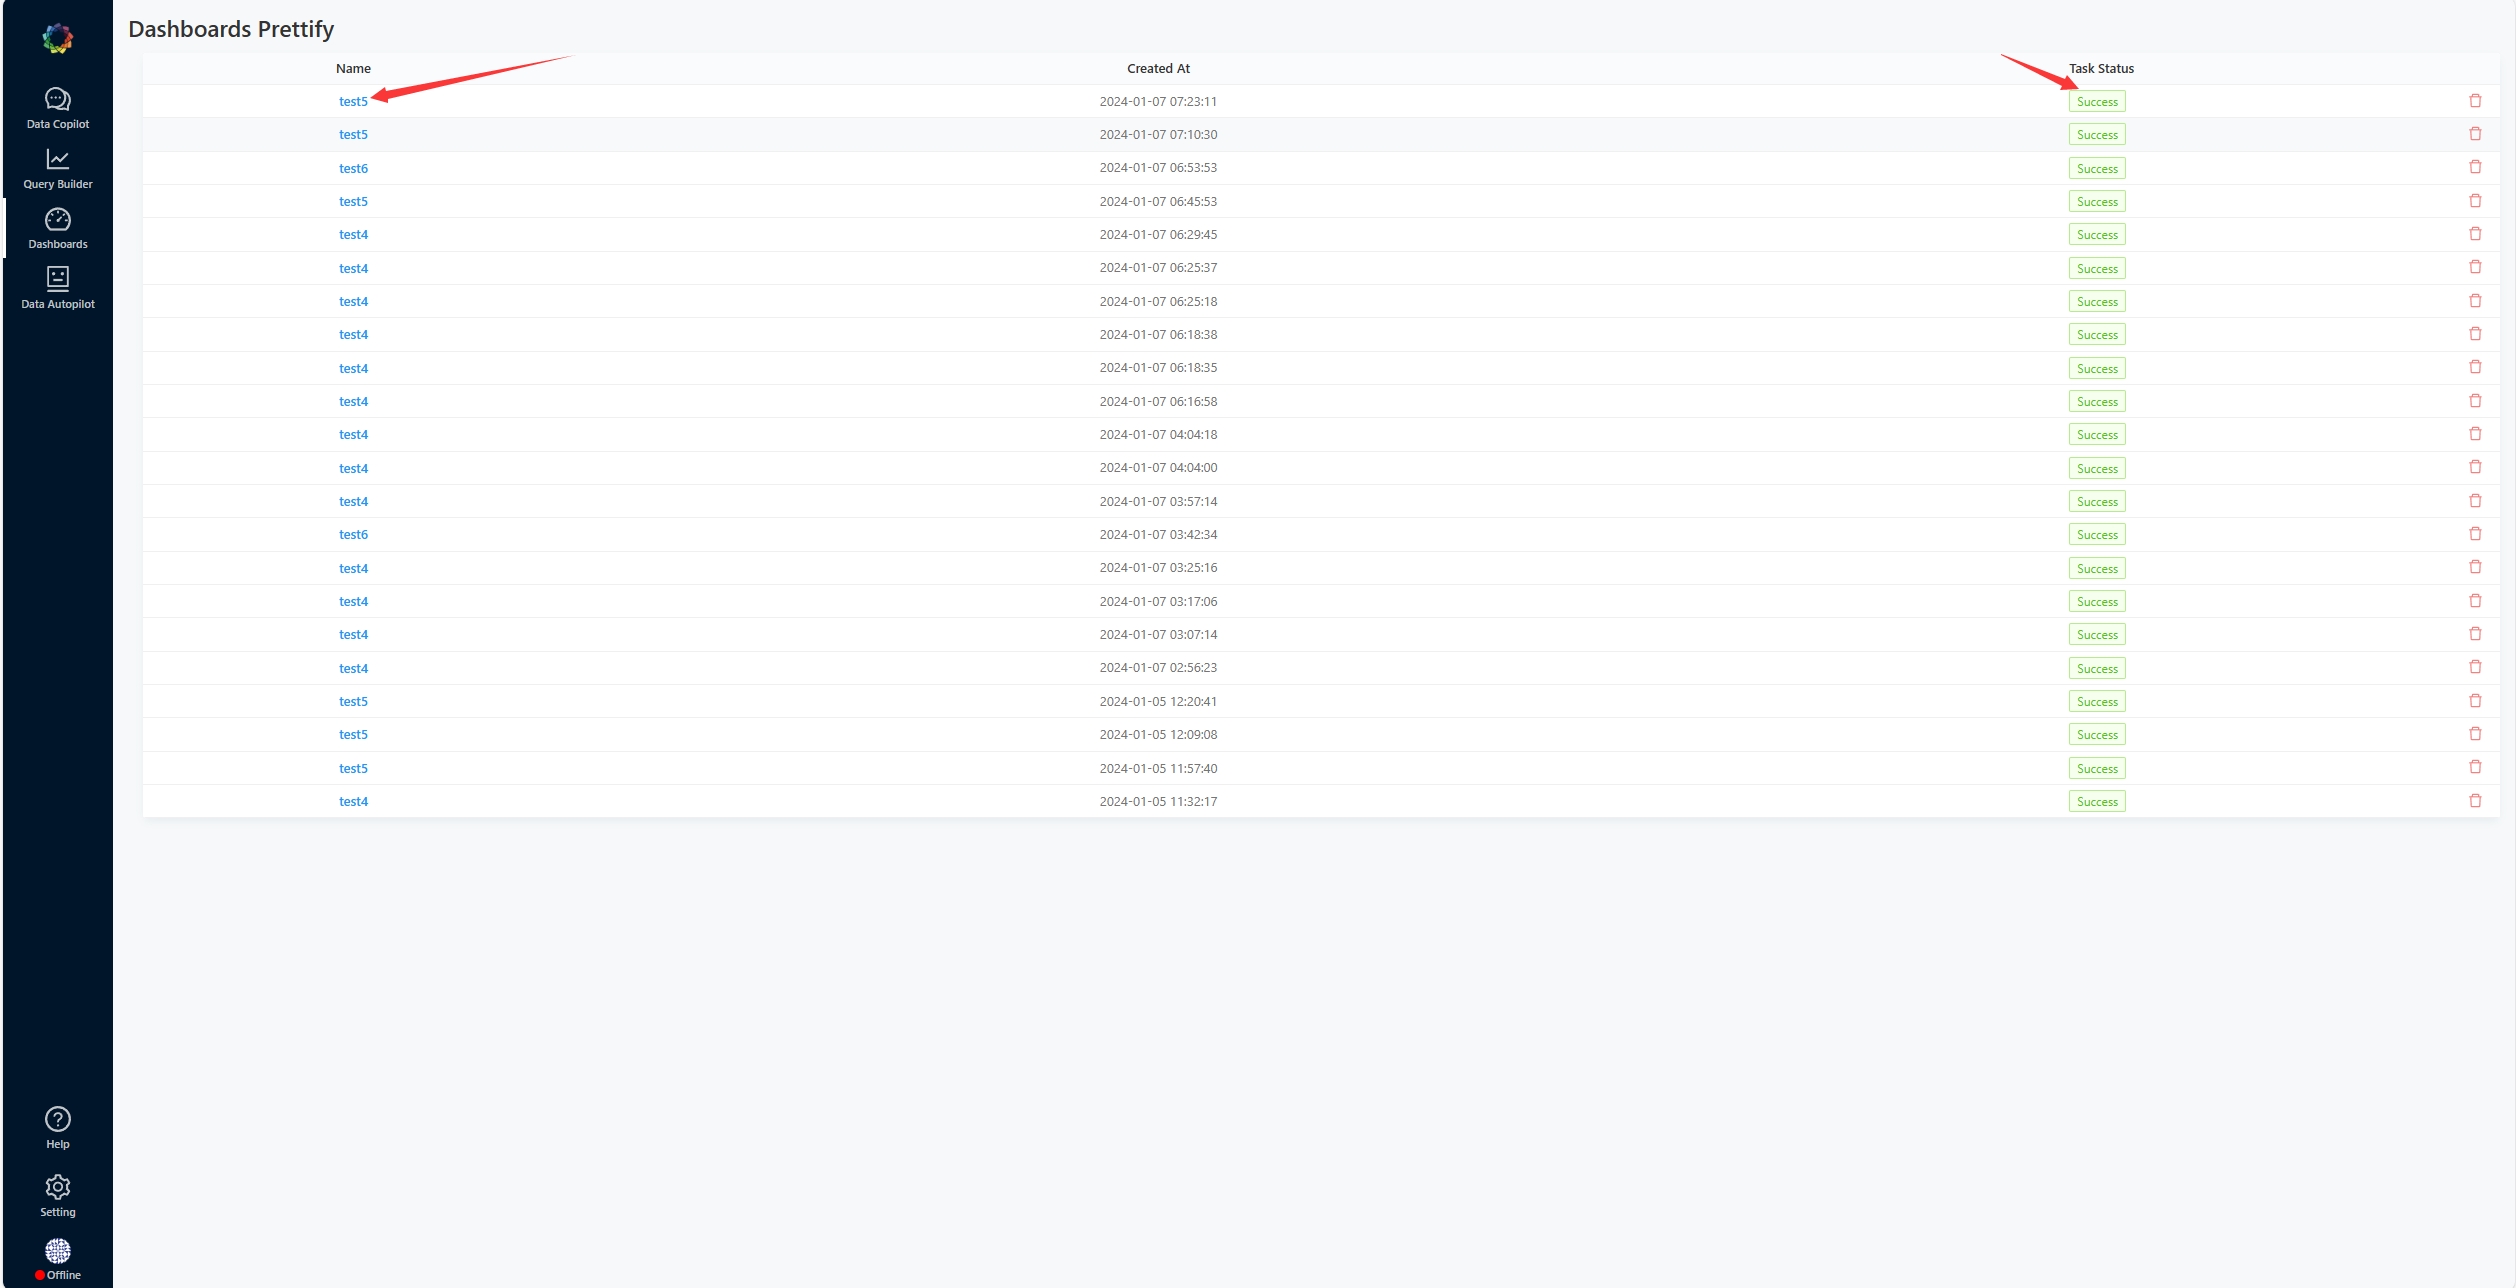 Dashboards Prettify
Data Copilot
Query Builder
Dashboards
Data Autopilot
Help
Setting
Offline
Name Created At Task Status
test5 2024-01-07 07:23:11 Success
test5 2024-01-07 07:10:30 Success
test6 2024-01-07 06:53:53 Success
test5 2024-01-07 06:45:53 Success
test4 2024-01-07 06:29:45 Success
test4 2024-01-07 06:25:37 Success
test4 2024-01-07 06:25:18 Success
test4 2024-01-07 06:18:38 Success
test4 2024-01-07 06:18:35 Success
test4 2024-01-07 06:16:58 Success
test4 2024-01-07 04:04:18 Success
test4 2024-01-07 04:04:00 Success
test4 2024-01-07 03:57:14 Success
test6 2024-01-07 03:42:34 Success
test4 2024-01-07 03:25:16 Success
test4 2024-01-07 03:17:06 Success
test4 2024-01-07 03:07:14 Success
test4 2024-01-07 02:56:23 Success
test5 2024-01-05 12:20:41 Success
test5 2024-01-05 12:09:08 Success
test5 2024-01-05 11:57:40 Success
test4 2024-01-05 11:32:17 Success